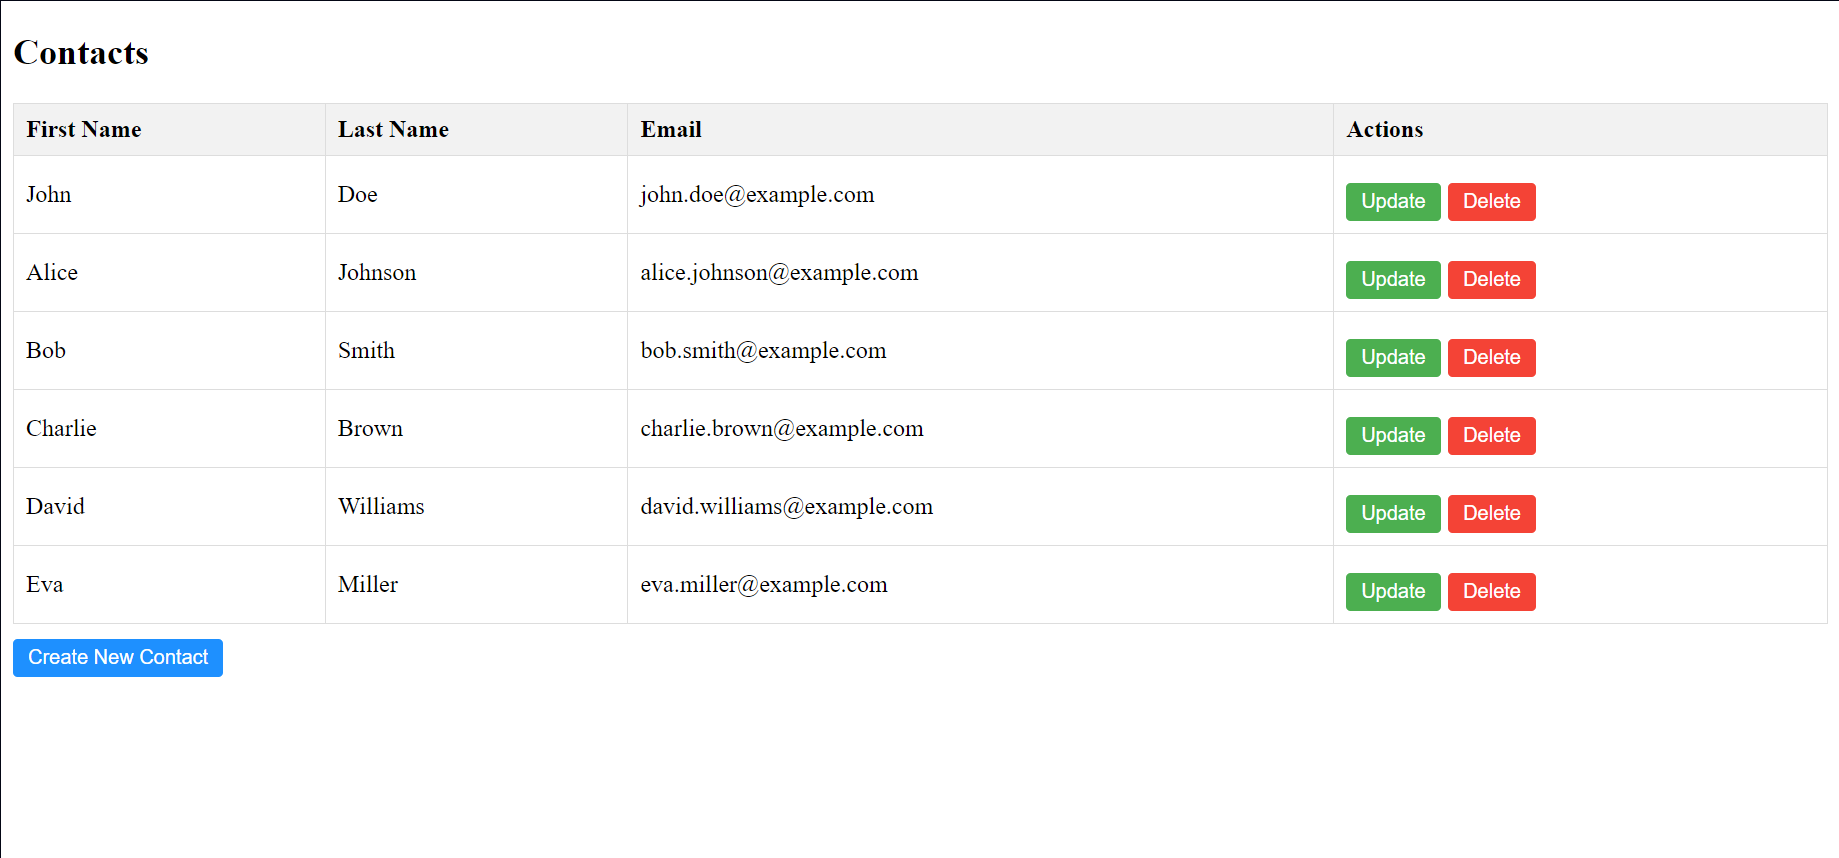 Contacts
First Name Last Name Email Actions
John Doe john.doe@example.com Update Delete
Alice Johnson alice.johnson@example.com Update Delete
Bob Smith bob.smith@example.com Update Delete
Charlie Brown charlie.brown@example.com Update Delete
David Williams david.williams@example.com Update Delete
Eva Miller eva.miller@example.com Update Delete
Create New Contact